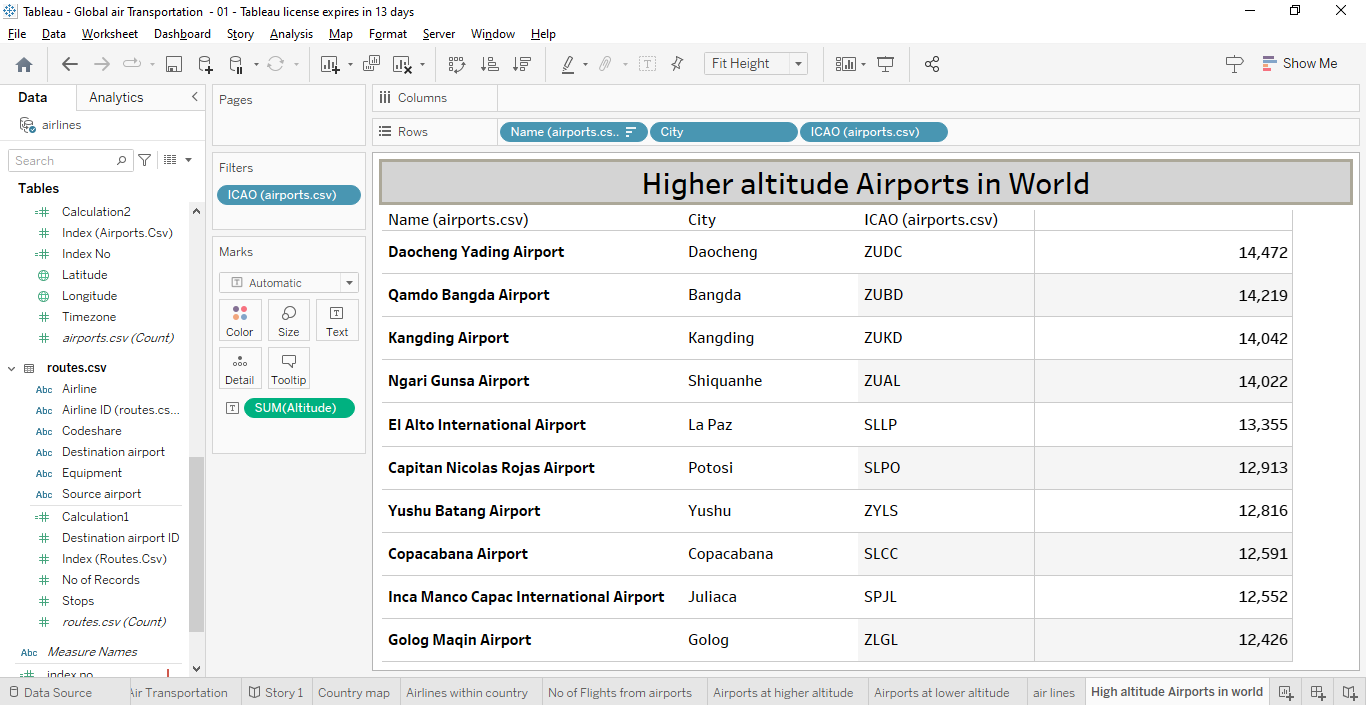 Tableau - Global air Transportation - 01 - Tableau license expires in 13 days
File Data Worksheet Dashboard Story Analysis Map Format Server Window Help
Fit Height
Show Me
Data Analytics
airlines
Search
Tables
Calculation2
Index (Airports.Csv)
Index No
Latitude
Longitude
Timezone
airports.csv (Count)
routes.csv
Abc Airline
Abc Airline ID (routes.cs...
Abc Codeshare
Abc Destination airport
Abc Equipment
Abc Source airport
Calculation1
Destination airport ID
Index (Routes.Csv)
No of Records
Stops
routes.csv (Count)
Abc Measure Names
index no
Pages
Filters
ICAO (airports.csv)
Marks
Automatic
Color Size Text
Detail Tooltip
SUM(Altitude)
Columns
Rows Name (airports.cs.. City ICAO (airports.csv)
Higher altitude Airports in World
Name (airports.csv) City ICAO (airports.csv)
Daocheng Yading Airport Daocheng ZUDC 14,472
Qamdo Bangda Airport Bangda ZUBD 14,219
Kangding Airport Kangding ZUKD 14,042
Ngari Gunsa Airport Shiquanhe ZUAL 14,022
El Alto International Airport La Paz SLLP 13,355
Capitan Nicolas Rojas Airport Potosi SLPO 12,913
Yushu Batang Airport Yushu ZYLS 12,816
Copacabana Airport Copacabana SLCC 12,591
Inca Manco Capac International Airport Juliaca SPJL 12,552
Golog Maqin Airport Golog ZLGL 12,426
Data Source Air Transportation Story 1 Country map Airlines within country No of Flights from airports Airports at higher altitude Airports at lower altitude air lines High altitude Airports in world